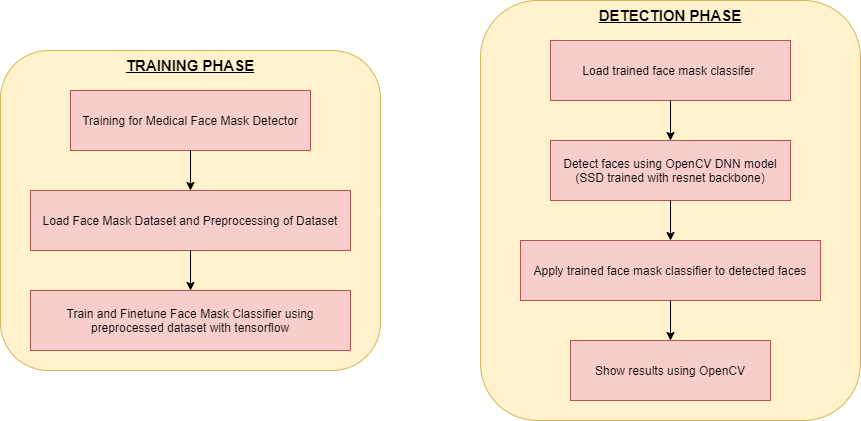 TRAINING PHASE
Training for Medical Face Mask Detector
Load Face Mask Dataset and Preprocessing of Dataset
Train and Finetune Face Mask Classifier using
preprocessed dataset with tensorflow
DETECTION PHASE
Load trained face mask classifer
Detect faces using OpenCV DNN model
(SSD trained with resnet backbone)
Apply trained face mask classifier to detected faces
Show results using OpenCV